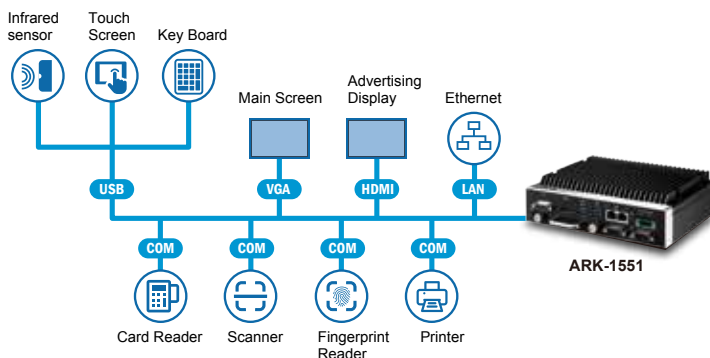 Infrared
sensor
Touch
Screen
Key Board
Main Screen
Advertising
Display
Ethernet
USB
VGA
HDMI
LAN
ARK-1551
COM
COM
COM
COM
Card Reader
Scanner
Fingerprint
Reader
Printer